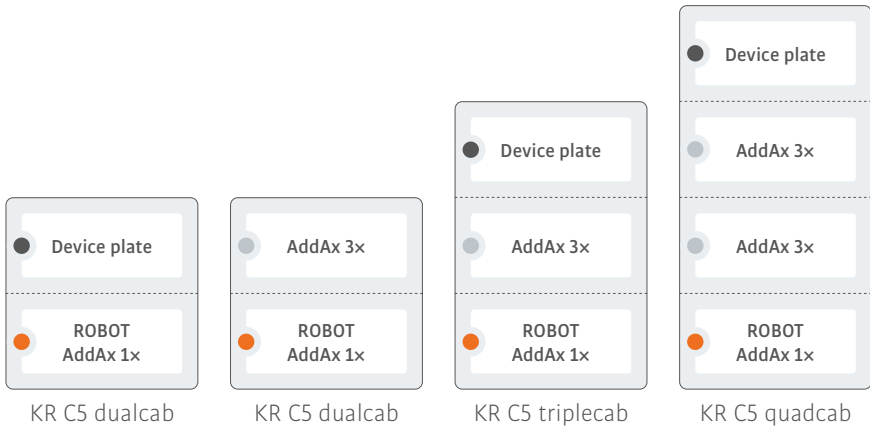 Device plate
ROBOT
AddAx 1×
KR C5 dualcab
AddAx 3×
ROBOT
AddAx 1×
KR C5 dualcab
Device plate
AddAx 3×
ROBOT
AddAx 1×
KR C5 triplecab
Device plate
AddAx 3×
AddAx 3×
ROBOT
AddAx 1×
KR C5 quadcab